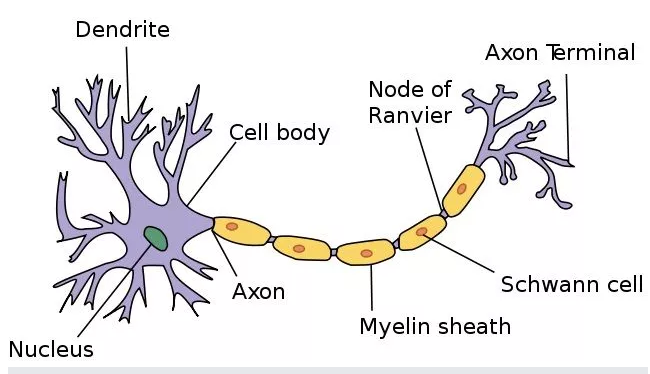 Dendrite
Axon Terminal
Node of
Ranvier
Cell body
Schwann cell
Axon
Myelin sheath
Nucleus